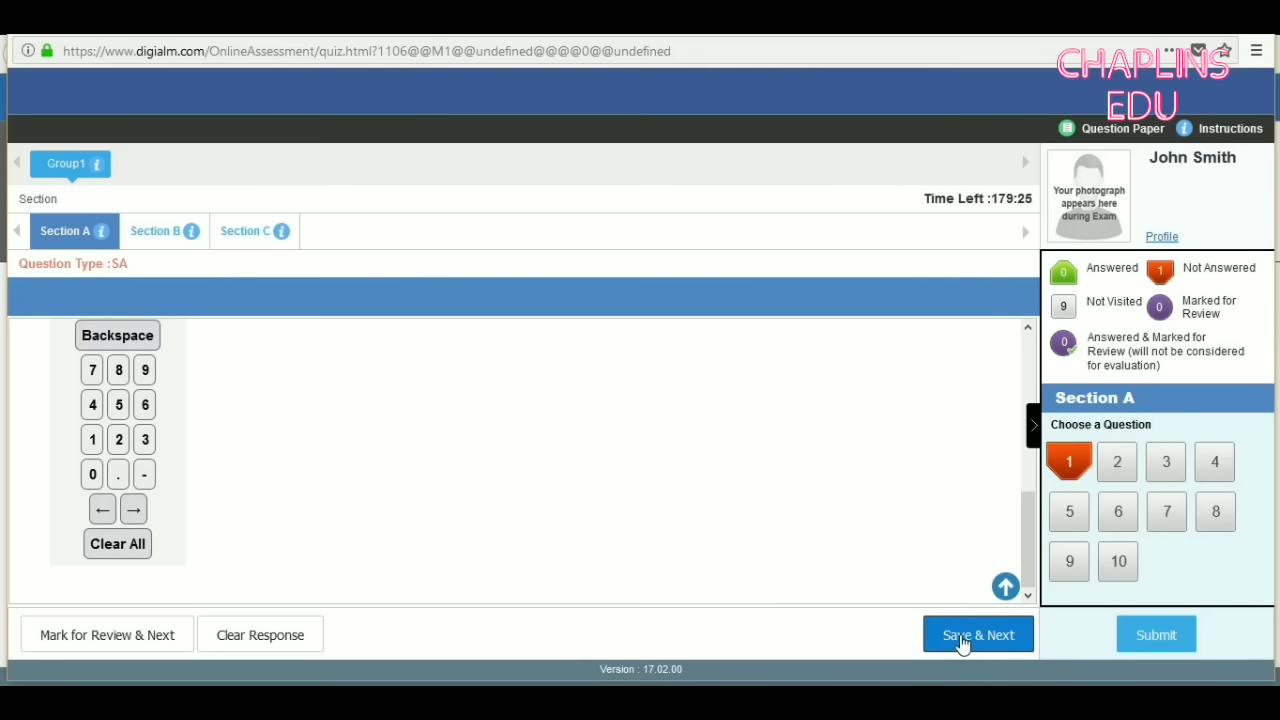 https://www.digialm.com/OnlineAssessment/quiz.html?1106@@M1@@undefined@@@@0@@undefined
CHAPLINS
EDU
Question Paper Instructions
Group1
John Smith
Your photograph
appears here
during Exam
Profile
Section
Time Left :179:25
Section A Section B Section C
Question Type :SA
0 Answered 1 Not Answered
9 Not Visited 0 Marked for
Review
0 Answered & Marked for
Review (will not be considered
for evaluation)
Section A
Choose a Question
1 2 3 4
5 6 7 8
9 10
Backspace
7 8 9
4 5 6
1 2 3
0 . -
← →
Clear All
Mark for Review & Next Clear Response Save & Next Submit
Version : 17.02.00